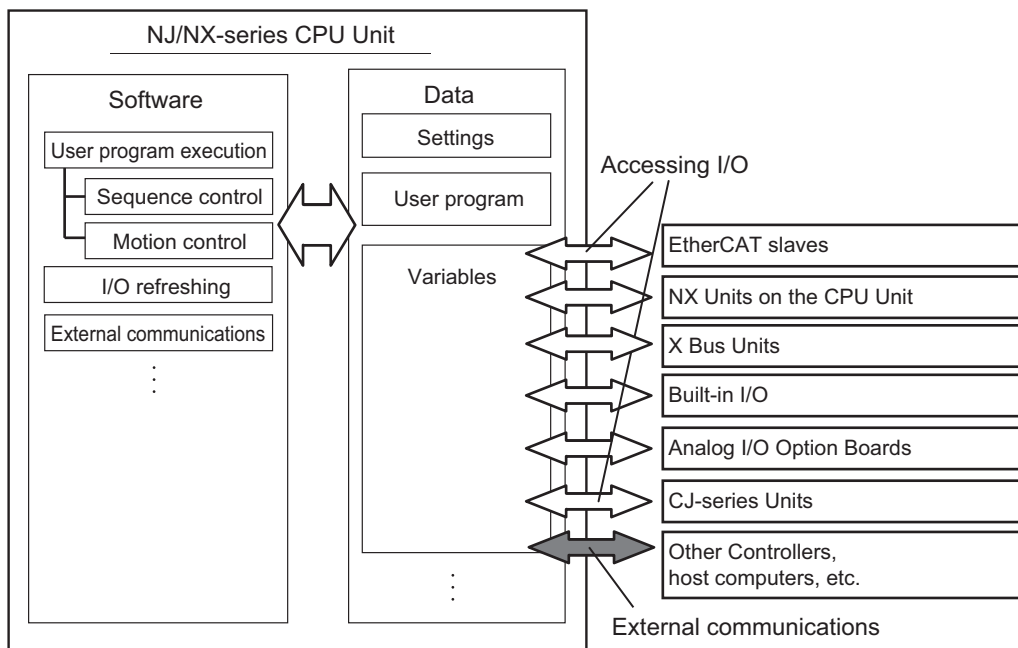 NJ/NX-series CPU Unit
Software
User program execution
Sequence control
Motion control
I/O refreshing
External communications
Data
Settings
User program
Variables
Accessing I/O
EtherCAT slaves
NX Units on the CPU Unit
X Bus Units
Built-in I/O
Analog I/O Option Boards
CJ-series Units
Other Controllers,
host computers, etc.
External communications